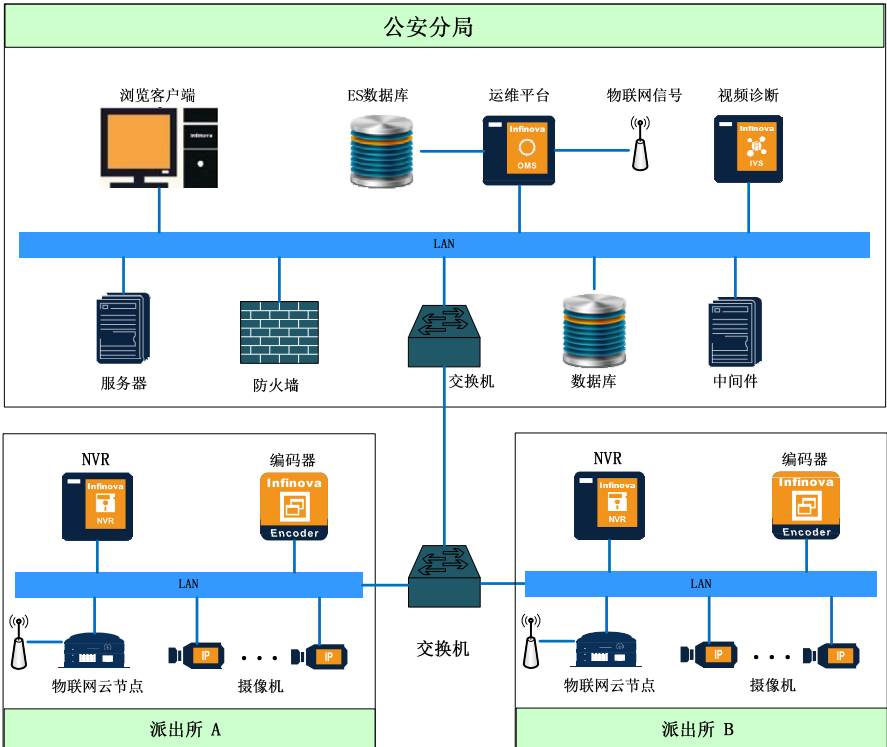 公安分局
浏览客户端
ES数据库
运维平台
物联网信号
视频诊断
Infinova
Infinova
OMS
Infinova
IVS
LAN
服务器
防火墙
交换机
数据库
中间件
NVR
编码器
Infinova
NVR
Infinova
Encoder
LAN
IP
IP
物联网云节点
摄像机
派出所 A
交换机
NVR
编码器
Infinova
NVR
Infinova
Encoder
LAN
IP
IP
物联网云节点
摄像机
派出所 B